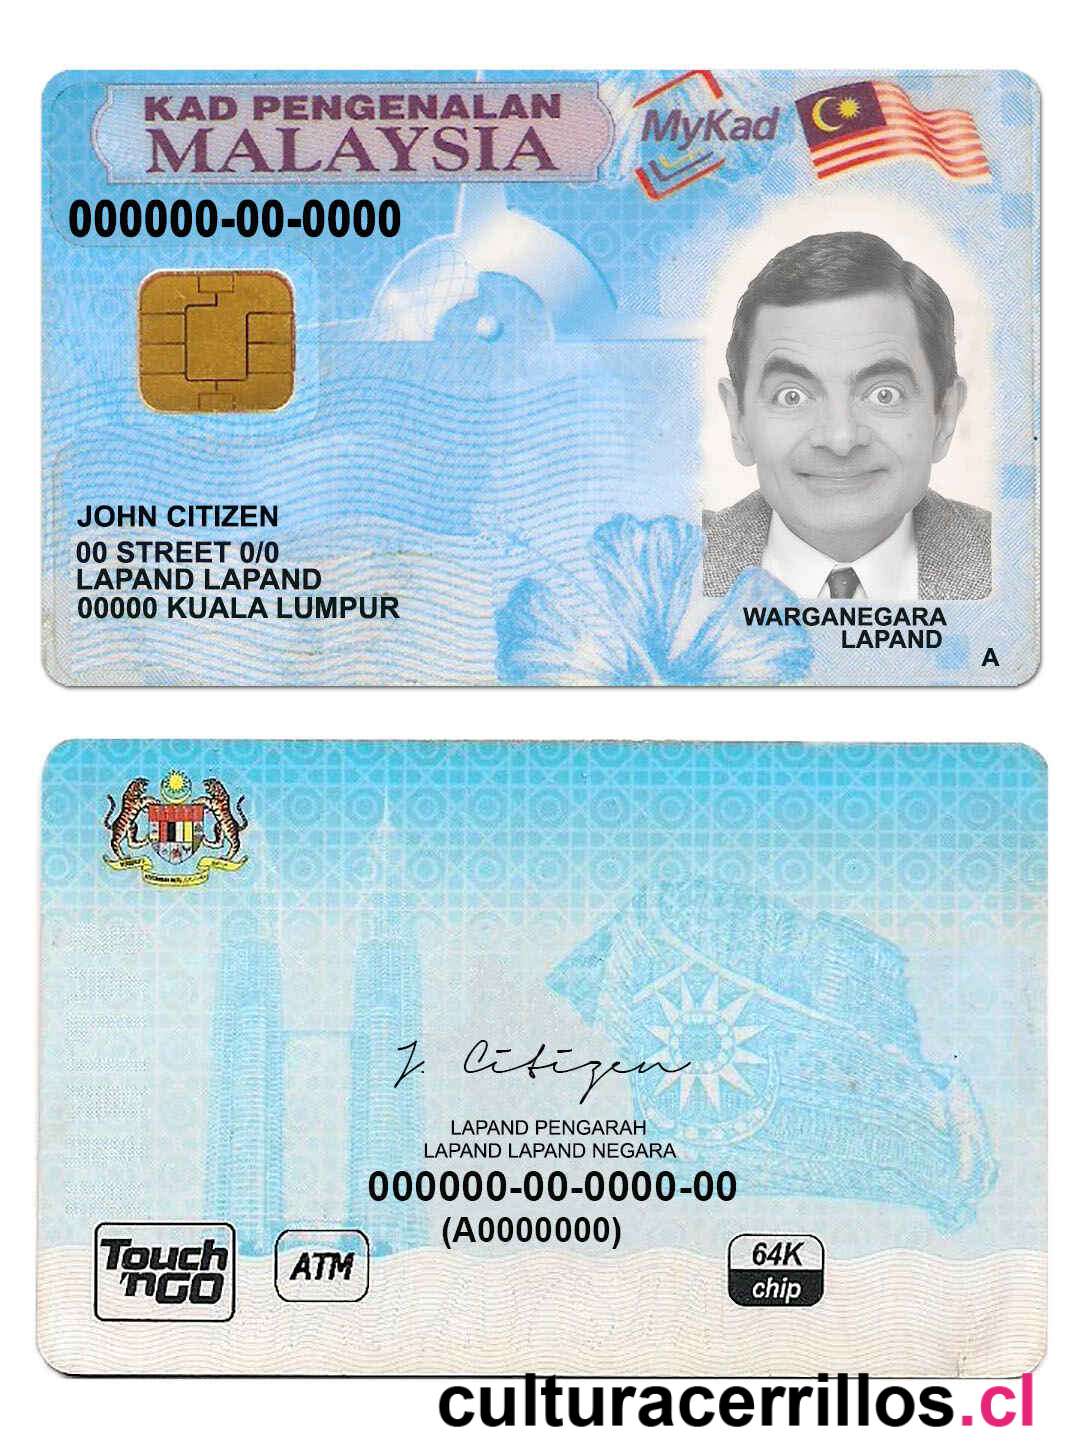 KAD PENGENALAN
MALAYSIA
MyKad
000000-00-0000
JOHN CITIZEN
00 STREET 0/0
LAPAND LAPAND
00000 KUALA LUMPUR
WARGANEGARA
LAPAND
A
J. Citizen
LAPAND PENGARAH
LAPAND LAPAND NEGARA
000000-00-0000-00
(A0000000)
Touch
'nGO
ATM
64K
chip
culturacerrillos.cl